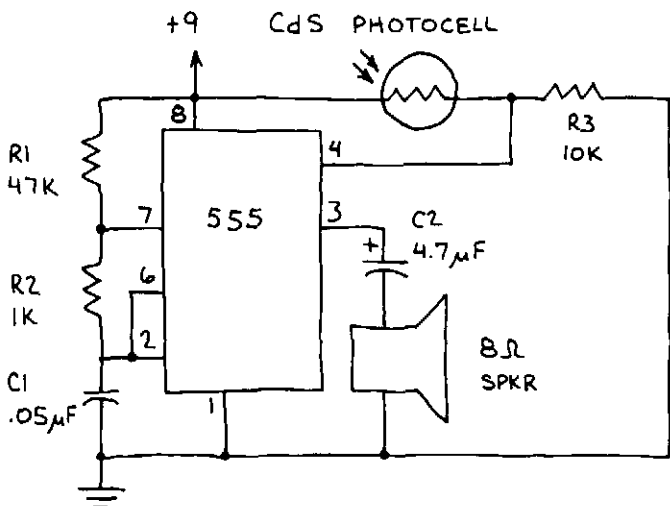 +9
CdS PHOTOCELL
8
R1
47K
4
R3
10K
7
555
3
C2
+
4.7µF
6
R2
1K
2
8Ω
SPKR
C1
.05µF
1